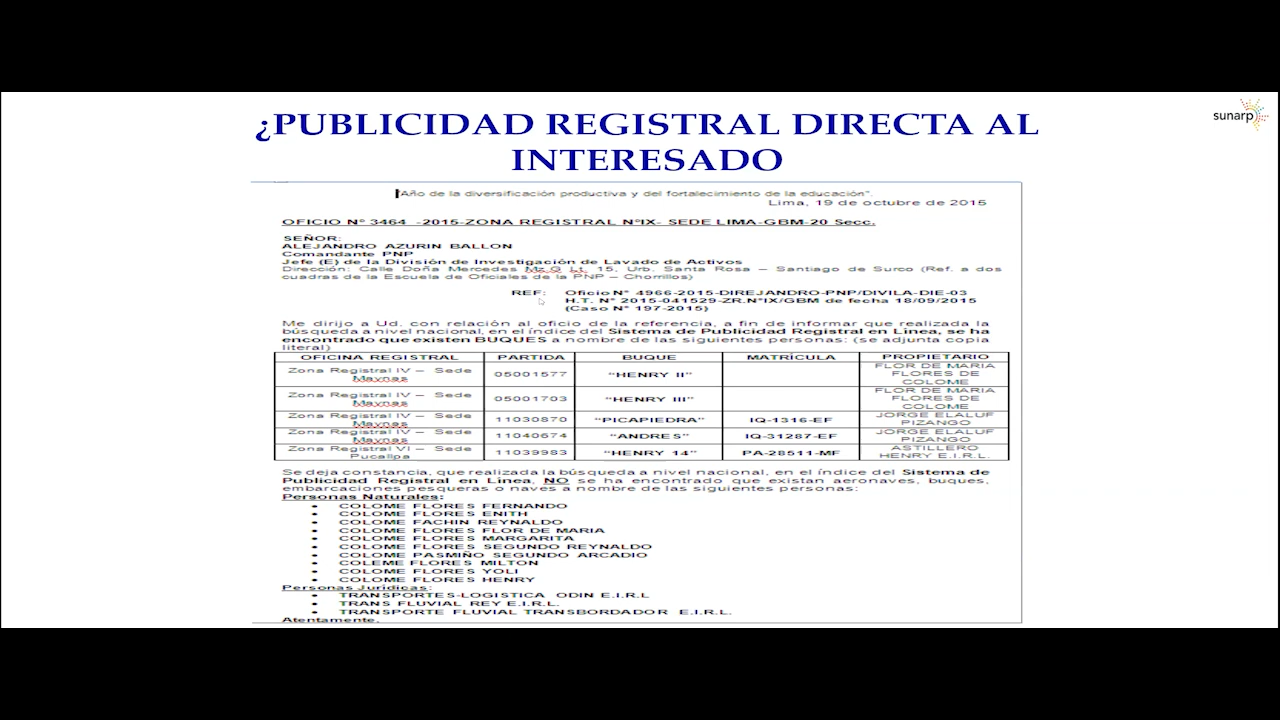 ¿PUBLICIDAD REGISTRAL DIRECTA AL
INTERESADO
sunarp
"Año de la diversificación productiva y del fortalecimiento de la educación".
Lima, 19 de octubre de 2015
OFICIO N° 3464 -2015-ZONA REGISTRAL N°IX- SEDE LIMA-GBM-20 Secc.
SEÑOR:
ALEJANDRO AZURIN BALLON
Comandante PNP
Jefe (E) de la División de Investigación de Lavado de Activos
Dirección: Calle Doña Mercedes Mz G Lt. 15, Urb. Santa Rosa – Santiago de Surco (Ref. a dos
cuadras de la Escuela de Oficiales de la PNP – Chorrillos)
REF: Oficio N° 4966-2015-DIREJANDRO-PNP/DIVILA-DIE-03
H.T. N° 2015-041529-ZR.N°IX/GBM de fecha 18/09/2015
(Caso N° 197-2015)
Me dirijo a Ud. con relación al oficio de la referencia, a fin de informar que realizada la
búsqueda a nivel nacional, en el índice del Sistema de Publicidad Registral en Línea, se ha
encontrado que existen BUQUES a nombre de las siguientes personas: (se adjunta copia
literal)
OFICINA REGISTRAL PARTIDA BUQUE MATRÍCULA PROPIETARIO
Zona Registral IV – Sede Maynas 05001577 "HENRY II" FLOR DE MARIA FLORES DE COLOME
Zona Registral IV – Sede Maynas 05001703 "HENRY III" FLOR DE MARIA FLORES DE COLOME
Zona Registral IV – Sede Maynas 11030870 "PICAPIEDRA" IQ-1316-EF JORGE ELALUF PIZANGO
Zona Registral IV – Sede Maynas 11040674 "ANDRES" IQ-31287-EF JORGE ELALUF PIZANGO
Zona Registral VI – Sede Pucallpa 11039983 "HENRY 14" PA-28511-MF ASTILLERO HENRY E.I.R.L.
Se deja constancia, que realizada la búsqueda a nivel nacional, en el índice del Sistema de
Publicidad Registral en Línea, NO se ha encontrado que existan aeronaves, buques,
embarcaciones pesqueras o naves a nombre de las siguientes personas:
Personas Naturales:
• COLOME FLORES FERNANDO
• COLOME FLORES ENITH
• COLOME FACHIN REYNALDO
• COLOME FLORES FLOR DE MARIA
• COLOME FLORES MARGARITA
• COLOME FLORES SEGUNDO REYNALDO
• COLOME PASMIÑO SEGUNDO ARCADIO
• COLEME FLORES MILTON
• COLOME FLORES YOLI
• COLOME FLORES HENRY
Personas Jurídicas:
• TRANSPORTES-LOGISTICA ODIN E.I.R.L
• TRANS FLUVIAL REY E.I.R.L.
• TRANSPORTE FLUVIAL TRANSBORDADOR E.I.R.L.
Atentamente.